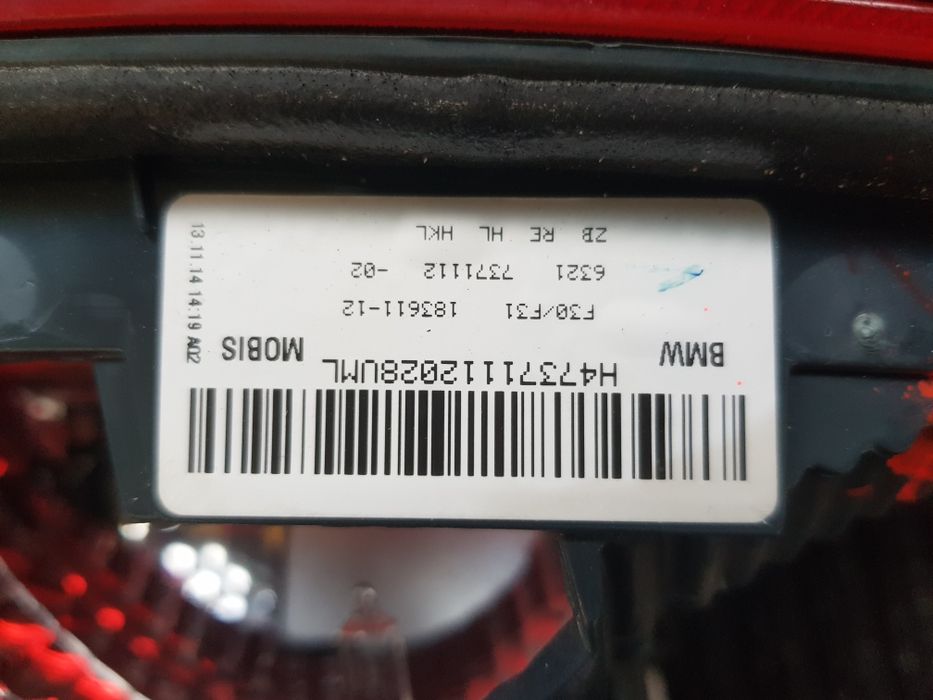 H47371112028UML
BMW MOBIS
F30/F31 183611-12
6321 7371112 -02
ZB RE HL HKL
13.11.14 14:19 A02